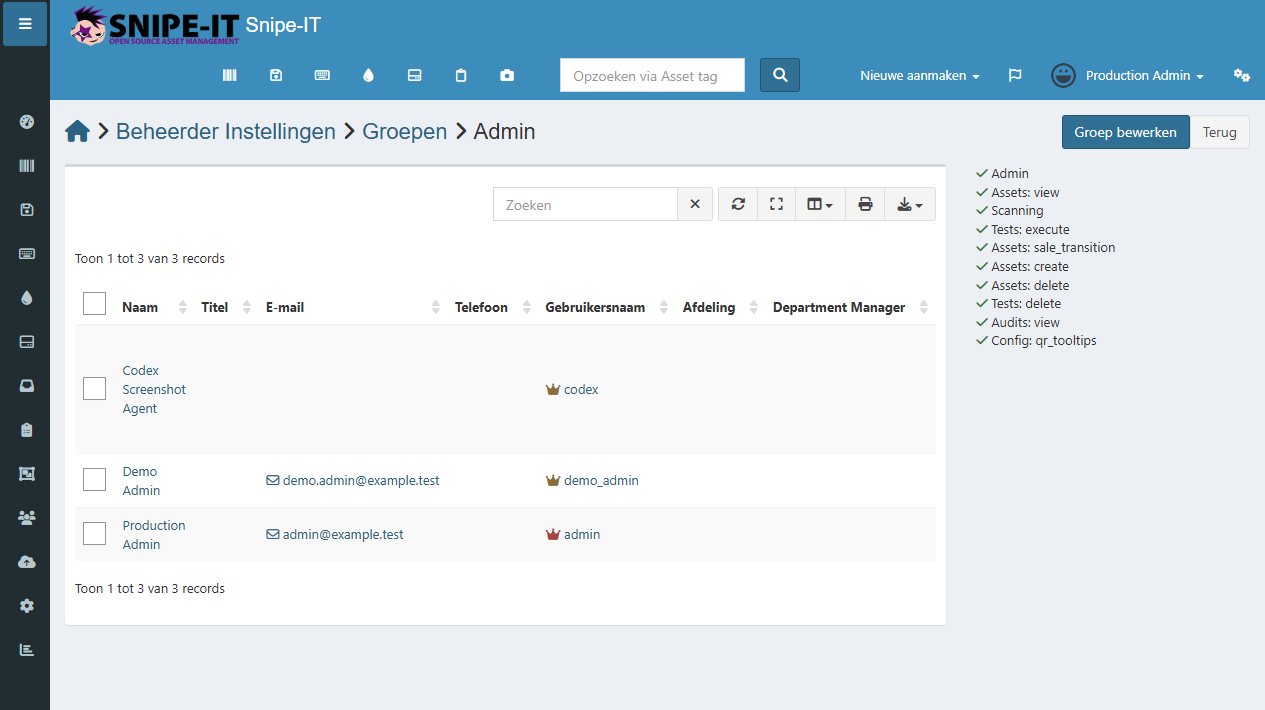 SNIPE-IT
OPEN SOURCE ASSET MANAGEMENT
Snipe-IT
Opzoeken via Asset tag
Nieuwe aanmaken
Production Admin
Beheerder Instellingen > Groepen > Admin
Groep bewerken
Terug
Zoeken
Toon 1 tot 3 van 3 records
Naam Titel E-mail Telefoon Gebruikersnaam Afdeling Department Manager
Codex
Screenshot
Agent
codex
Demo
Admin
demo.admin@example.test
demo_admin
Production
Admin
admin@example.test
admin
Toon 1 tot 3 van 3 records
Admin
Assets: view
Scanning
Tests: execute
Assets: sale_transition
Assets: create
Assets: delete
Tests: delete
Audits: view
Config: qr_tooltips